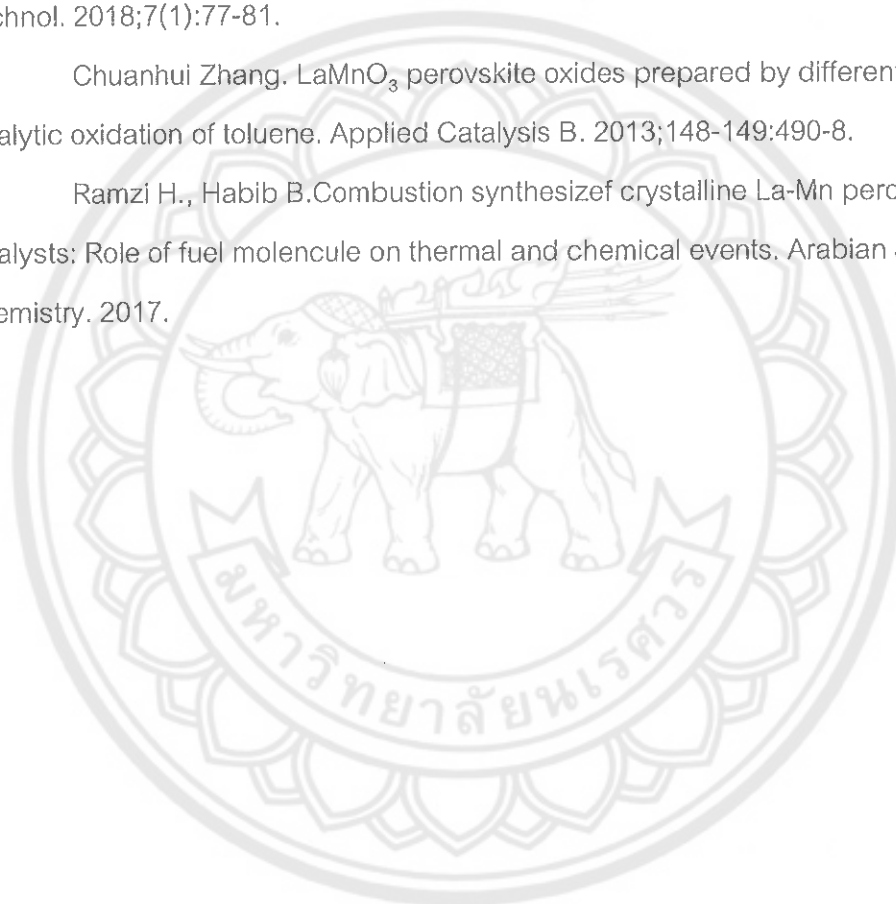 chnol. 2018;7(1):77-81.
Chuanhui Zhang. LaMnO₃ perovskite oxides prepared by different
alytic oxidation of toluene. Applied Catalysis B. 2013;148-149:490-8.
Ramzi H., Habib B.Combustion synthesizef crystalline La-Mn pero
alysts: Role of fuel molencule on thermal and chemical events. Arabian
emistry. 2017.
มหาวิทยาลัยนเรศวร